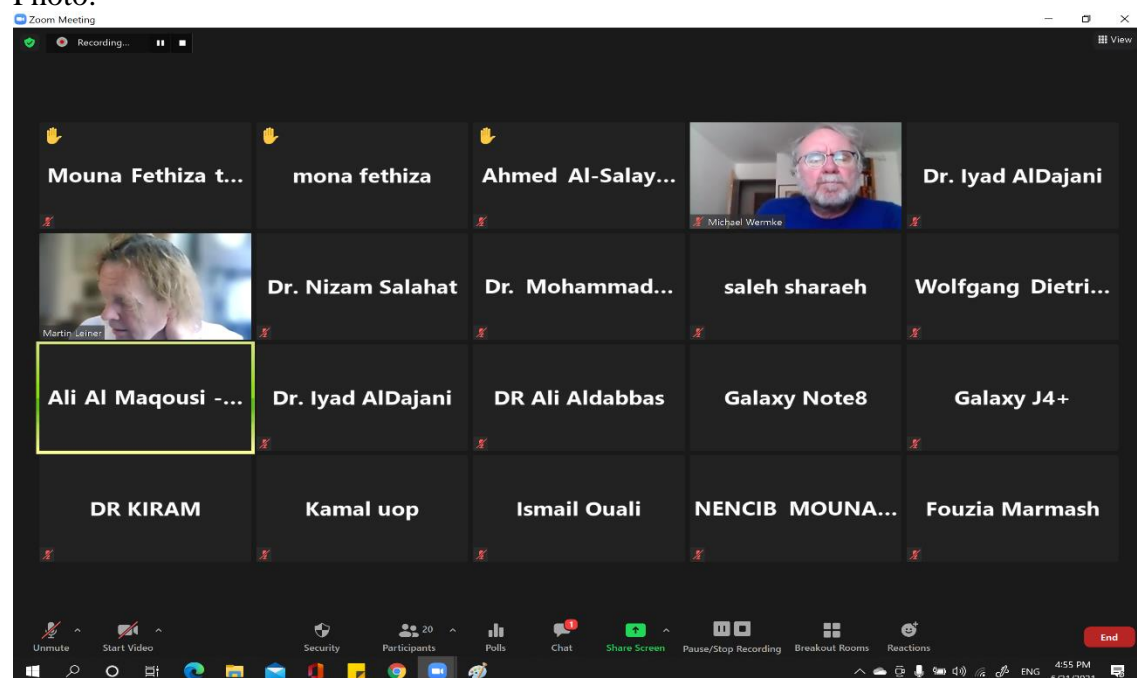 Photo:
Zoom Meeting
Recording...
View
Mouna Fethiza t...
mona fethiza
Ahmed Al-Salay...
Michael Wermke
Dr. Iyad AlDajani
Martin Leiner
Dr. Nizam Salahat
Dr. Mohammad...
saleh sharaeh
Wolfgang Dietri...
Ali Al Maqousi -...
Dr. Iyad AlDajani
DR Ali Aldabbas
Galaxy Note8
Galaxy J4+
DR KIRAM
Kamal uop
Ismail Ouali
NENCIB MOUNA...
Fouzia Marmash
Unmute
Start Video
Security
Participants
20
Polls
Chat
1
Share Screen
Pause/Stop Recording
Breakout Rooms
Reactions
End
ENG
4:55 PM